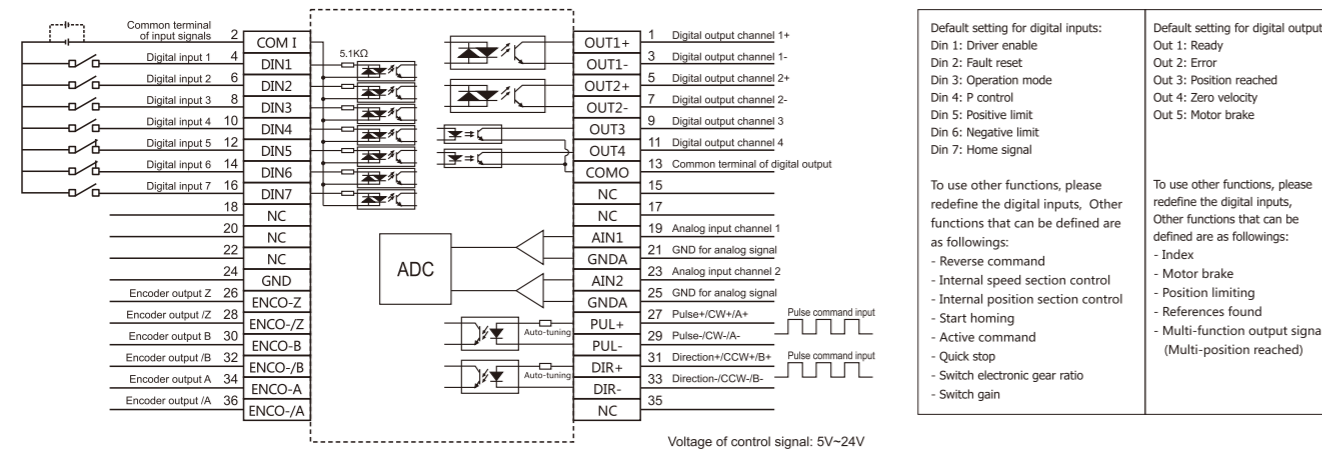 Common terminal
of input signals 2 COM I
Digital input 1 4 DIN1
Digital input 2 6 DIN2
Digital input 3 8 DIN3
Digital input 4 10 DIN4
Digital input 5 12 DIN5
Digital input 6 14 DIN6
Digital input 7 16 DIN7
18 NC
20 NC
22 NC
24 GND
Encoder output Z 26 ENCO-Z
Encoder output /Z 28 ENCO-/Z
Encoder output B 30 ENCO-B
Encoder output /B 32 ENCO-/B
Encoder output A 34 ENCO-A
Encoder output /A 36 ENCO-/A
5.1KΩ
ADC
Auto-tuning
Auto-tuning
OUT1+ 1 Digital output channel 1+
OUT1- 3 Digital output channel 1-
OUT2+ 5 Digital output channel 2+
OUT2- 7 Digital output channel 2-
OUT3 9 Digital output channel 3
OUT4 11 Digital output channel 4
COMO 13 Common terminal of digital output
NC 15
NC 17
AIN1 19 Analog input channel 1
GNDA 21 GND for analog signal
AIN2 23 Analog input channel 2
GNDA 25 GND for analog signal
PUL+ 27 Pulse+/CW+/A+ Pulse command input
PUL- 29 Pulse-/CW-/A-
DIR+ 31 Direction+/CCW+/B+ Pulse command input
DIR- 33 Direction-/CCW-/B-
NC 35
Voltage of control signal: 5V~24V
Default setting for digital inputs:
Din 1: Driver enable
Din 2: Fault reset
Din 3: Operation mode
Din 4: P control
Din 5: Positive limit
Din 6: Negative limit
Din 7: Home signal
To use other functions, please
redefine the digital inputs, Other
functions that can be defined are
as followings:
- Reverse command
- Internal speed section control
- Internal position section control
- Start homing
- Active command
- Quick stop
- Switch electronic gear ratio
- Switch gain
Default setting for digital output
Out 1: Ready
Out 2: Error
Out 3: Position reached
Out 4: Zero velocity
Out 5: Motor brake
To use other functions, please
redefine the digital inputs,
Other functions that can be
defined are as followings:
- Index
- Motor brake
- Position limiting
- References found
- Multi-function output signa
(Multi-position reached)